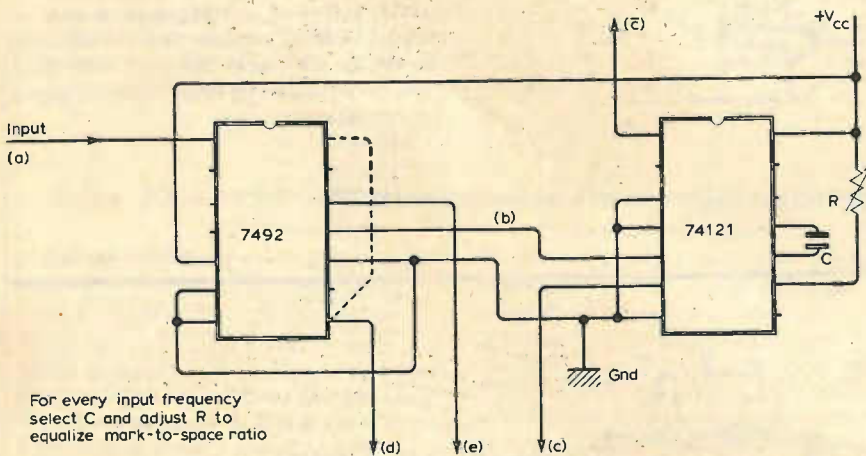 (c̅)
+Vcc
Input
(a)
7492
(b)
74121
R
C
Gnd
For every input frequency
select C and adjust R to
equalize mark-to-space ratio
(d)
(e)
(c)